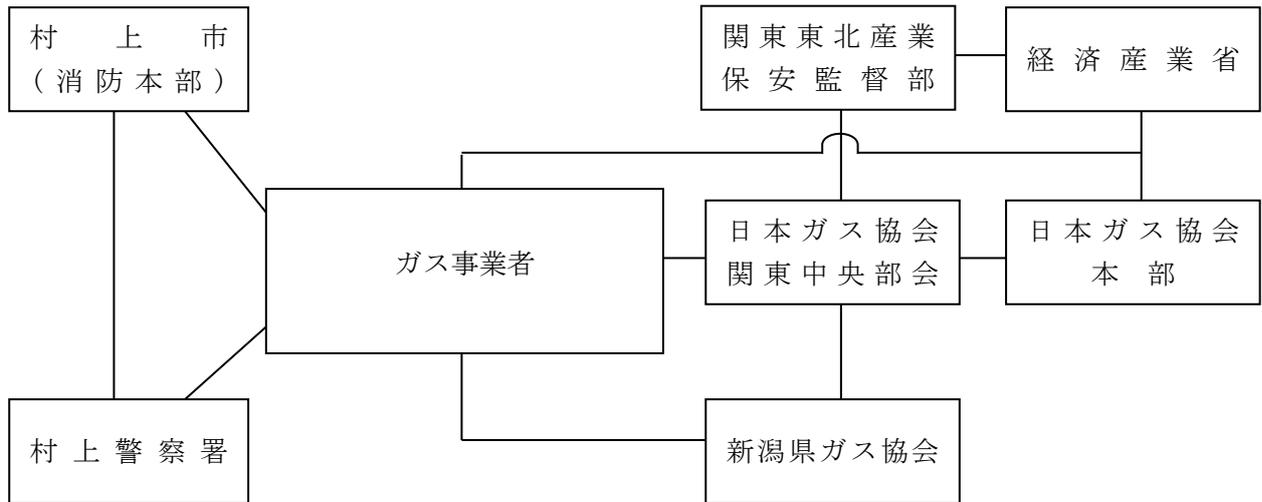 村上市
(消防本部)
関東東北産業
保安監督部
経済産業省
ガス事業者
日本ガス協会
関東中央部会
日本ガス協会
本部
村上警察署
新潟県ガス協会